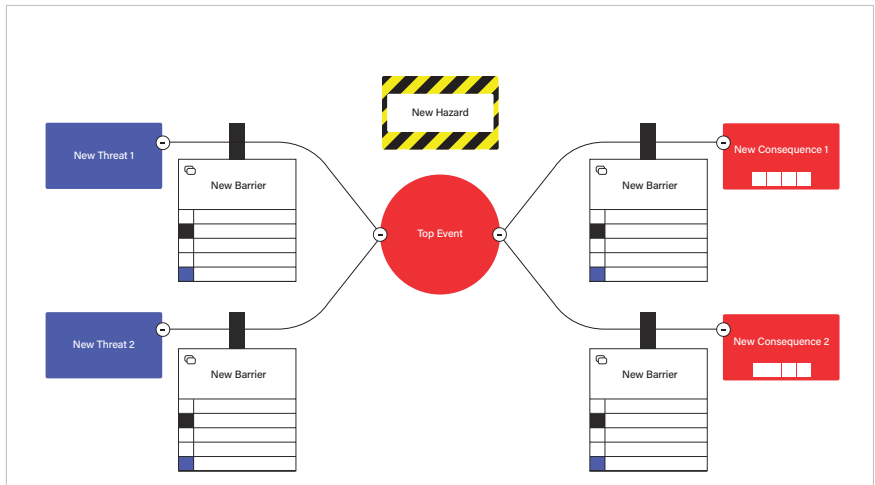 New Hazard
New Threat 1
New Barrier
Top Event
New Barrier
New Consequence 1
New Threat 2
New Barrier
New Barrier
New Consequence 2